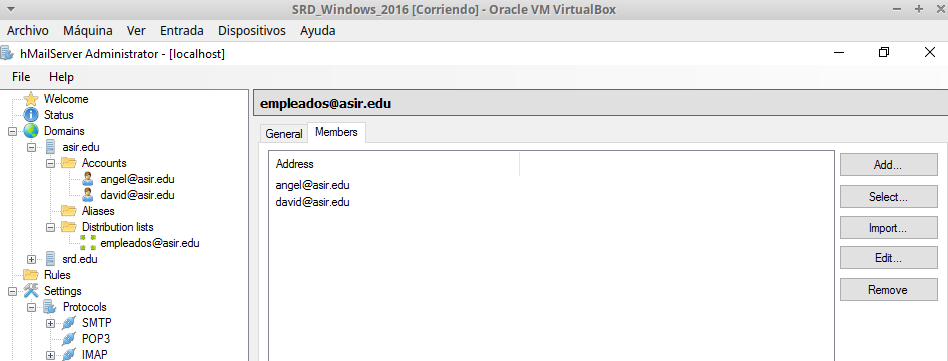 SRD_Windows_2016 [Corriendo] - Oracle VM VirtualBox
Archivo Máquina Ver Entrada Dispositivos Ayuda
hMailServer Administrator - [localhost]
File Help
Welcome
Status
Domains
asir.edu
Accounts
angel@asir.edu
david@asir.edu
Aliases
Distribution lists
empleados@asir.edu
srd.edu
Rules
Settings
Protocols
SMTP
POP3
IMAP
empleados@asir.edu
General Members
Address
angel@asir.edu
david@asir.edu
Add...
Select...
Import...
Edit...
Remove